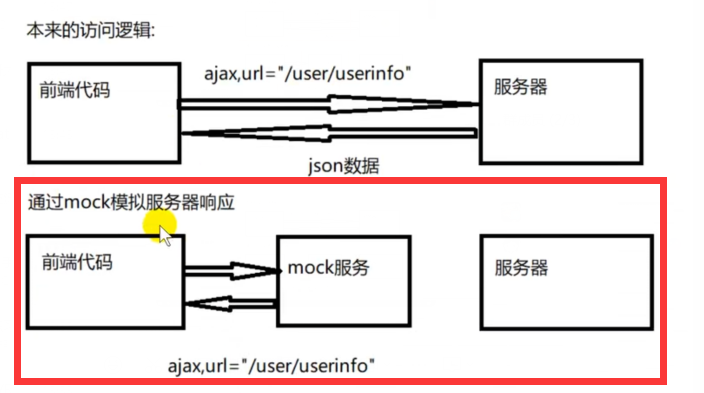 本来的访问逻辑:
ajax,url="/user/userinfo"
前端代码
服务器
json数据
通过mock模拟服务器响应
前端代码
mock服务
服务器
ajax,url="/user/userinfo"